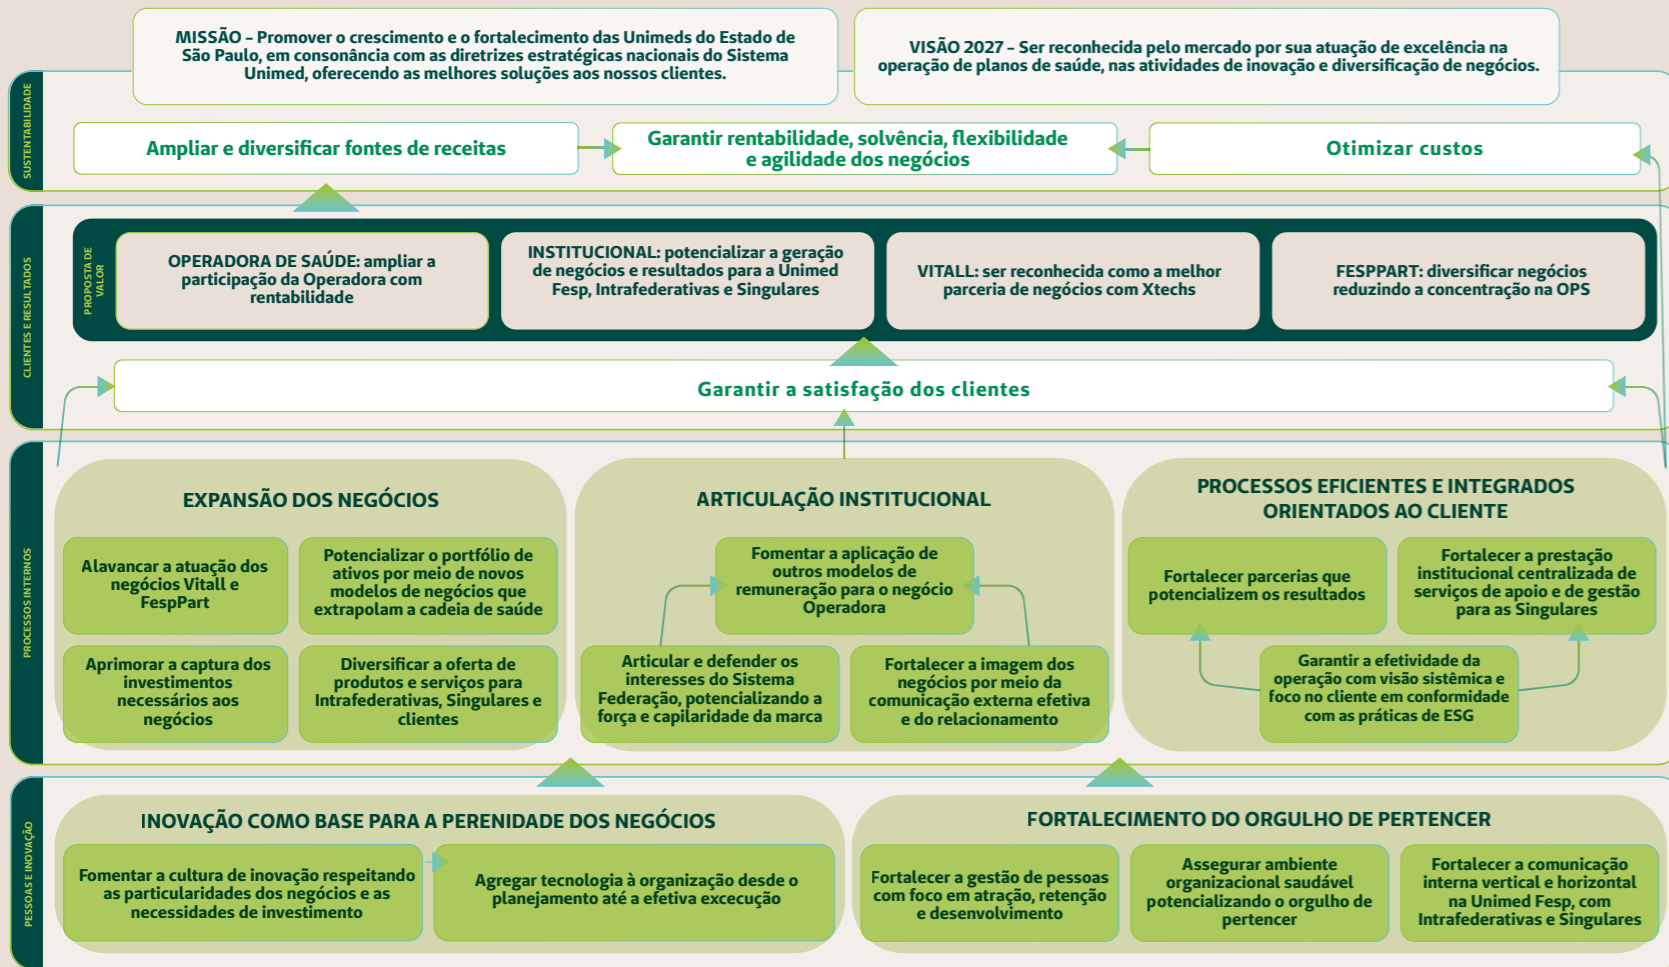 MISSÃO – Promover o crescimento e o fortalecimento das Unimeds do Estado de
São Paulo, em consonância com as diretrizes estratégicas nacionais do Sistema
Unimed, oferecendo as melhores soluções aos nossos clientes.
VISÃO 2027 – Ser reconhecida pelo mercado por sua atuação de excelência na
operação de planos de saúde, nas atividades de inovação e diversificação de negócios.
SUSTENTABILIDADE
Ampliar e diversificar fontes de receitas
Garantir rentabilidade, solvência, flexibilidade
e agilidade dos negócios
Otimizar custos
CLIENTES E RESULTADOS
PROPOSTA DE
VALOR
OPERADORA DE SAÚDE: ampliar a
participação da Operadora com
rentabilidade
INSTITUCIONAL: potencializar a geração
de negócios e resultados para a Unimed
Fesp, Intrafederativas e Singulares
VITALL: ser reconhecida como a melhor
parceria de negócios com Xtechs
FESPPART: diversificar negócios
reduzindo a concentração na OPS
Garantir a satisfação dos clientes
PROCESSOS INTERNOS
EXPANSÃO DOS NEGÓCIOS
Alavancar a atuação dos
negócios Vitall e
FespPart
Potencializar o portfólio de
ativos por meio de novos
modelos de negócios que
extrapolam a cadeia de saúde
Aprimorar a captura dos
investimentos
necessários aos
negócios
Diversificar a oferta de
produtos e serviços para
Intrafederativas, Singulares e
clientes
ARTICULAÇÃO INSTITUCIONAL
Fomentar a aplicação de
outros modelos de
remuneração para o negócio
Operadora
Articular e defender os
interesses do Sistema
Federação, potencializando a
força e capilaridade da marca
Fortalecer a imagem dos
negócios por meio da
comunicação externa efetiva
e do relacionamento
PROCESSOS EFICIENTES E INTEGRADOS
ORIENTADOS AO CLIENTE
Fortalecer parcerias que
potencializem os resultados
Fortalecer a prestação
institucional centralizada de
serviços de apoio e de gestão
para as Singulares
Garantir a efetividade da
operação com visão sistêmica e
foco no cliente em conformidade
com as práticas de ESG
PESSOAS E INOVAÇÃO
INOVAÇÃO COMO BASE PARA A PERENIDADE DOS NEGÓCIOS
Fomentar a cultura de inovação respeitando
as particularidades dos negócios e as
necessidades de investimento
Agregar tecnologia à organização desde o
planejamento até a efetiva excecução
FORTALECIMENTO DO ORGULHO DE PERTENCER
Fortalecer a gestão de pessoas
com foco em atração, retenção
e desenvolvimento
Assegurar ambiente
organizacional saudável
potencializando o orgulho de
pertencer
Fortalecer a comunicação
interna vertical e horizontal
na Unimed Fesp, com
Intrafederativas e Singulares